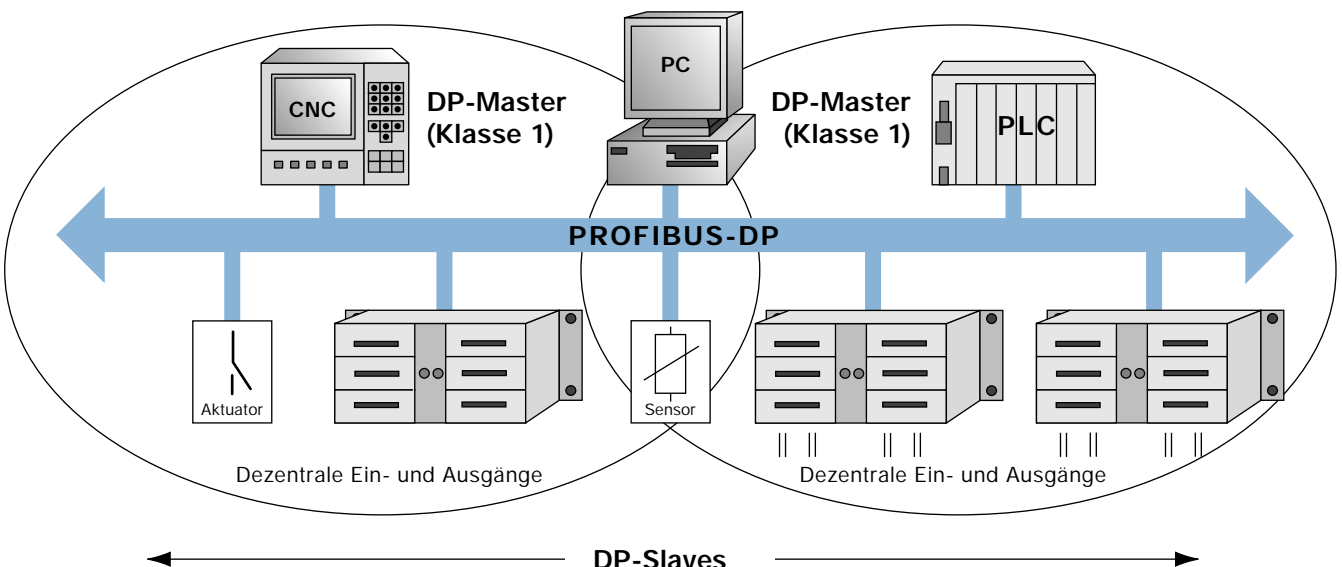 CNC
DP-Master
(Klasse 1)
PC
DP-Master
(Klasse 1)
PLC
PROFIBUS-DP
Aktuator
Sensor
Dezentrale Ein- und Ausgänge
Dezentrale Ein- und Ausgänge
DP-Slaves